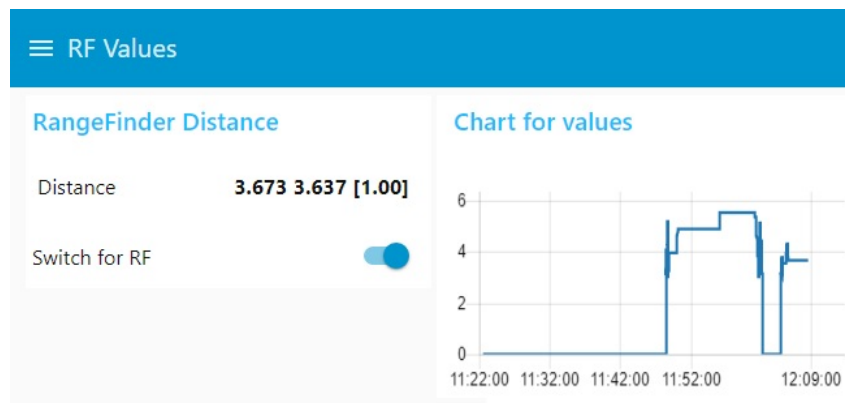 RF Values
RangeFinder Distance
Distance 3.673 3.637 [1.00]
Switch for RF
Chart for values
6
4
2
0
11:22:00 11:32:00 11:42:00 11:52:00 12:09:00